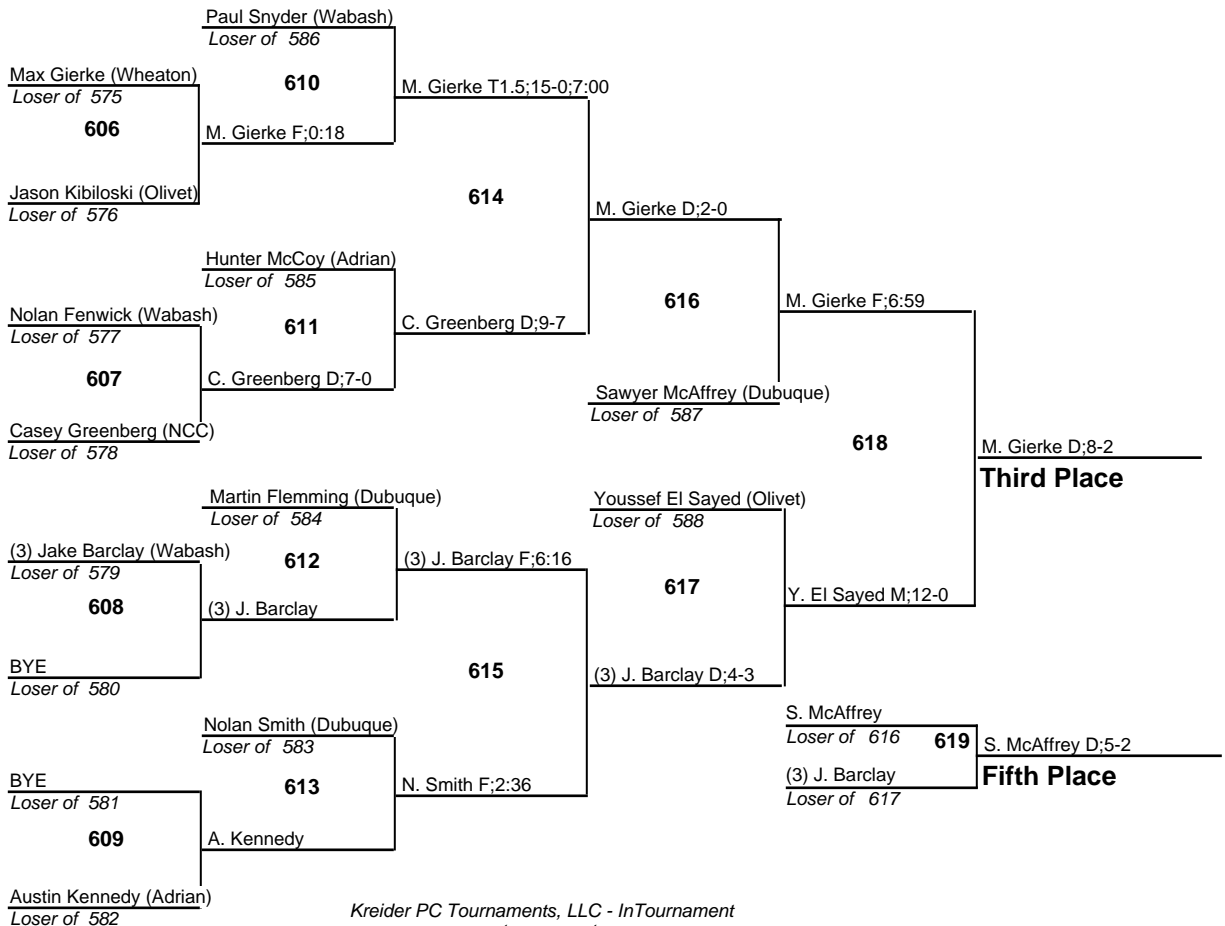 Paul Snyder (Wabash)
Loser of 586
Max Gierke (Wheaton)
Loser of 575
610
M. Gierke T1.5;15-0;7:00
606
M. Gierke F;0:18
Jason Kibiloski (Olivet)
Loser of 576
614
M. Gierke D;2-0
Hunter McCoy (Adrian)
Loser of 585
Nolan Fenwick (Wabash)
Loser of 577
611
C. Greenberg D;9-7
616
M. Gierke F;6:59
607
C. Greenberg D;7-0
Sawyer McAffrey (Dubuque)
Loser of 587
Casey Greenberg (NCC)
Loser of 578
618
M. Gierke D;8-2
Third Place
Martin Flemming (Dubuque)
Loser of 584
Youssef El Sayed (Olivet)
Loser of 588
(3) Jake Barclay (Wabash)
Loser of 579
612
(3) J. Barclay F;6:16
617
Y. El Sayed M;12-0
608
(3) J. Barclay
BYE
Loser of 580
615
(3) J. Barclay D;4-3
Nolan Smith (Dubuque)
Loser of 583
S. McAffrey
Loser of 616
619
S. McAffrey D;5-2
Fifth Place
(3) J. Barclay
Loser of 617
BYE
Loser of 581
613
N. Smith F;2:36
609
A. Kennedy
Austin Kennedy (Adrian)
Loser of 582
Kreider PC Tournaments, LLC - InTournament